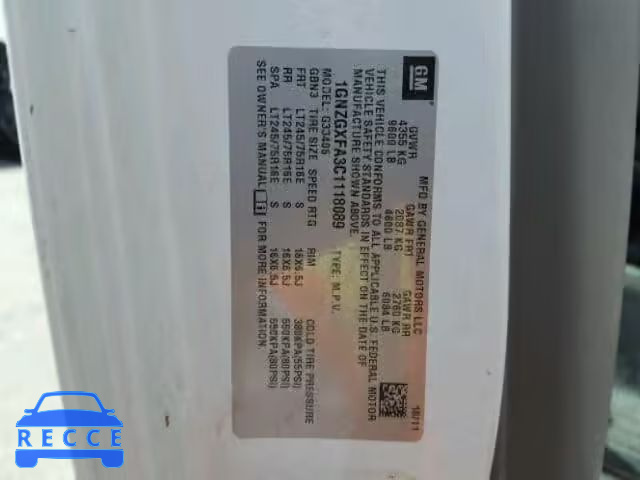 GM
MFD BY GENERAL MOTORS LLC
10/11
GVWR GAWR FRT GAWR RR
4355 KG 2087 KG 2760 KG
9600 LB 4600 LB 6084 LB
THIS VEHICLE CONFORMS TO ALL APPLICABLE U.S. FEDERAL MOTOR
VEHICLE SAFETY STANDARDS IN EFFECT ON THE DATE OF
MANUFACTURE SHOWN ABOVE.
1GNZGXFA3C1118089 TYPE: M.P.V.
MODEL: G33406
GBN3 TIRE SIZE SPEED RTG RIM COLD TIRE PRESSURE
FRT LT245/75R16E S 16X6.5J 380KPA(55PSI)
RR LT245/75R16E S 16X6.5J 550KPA(80PSI)
SPA LT245/75R16E S 16X6.5J 550KPA(80PSI)
SEE OWNER'S MANUAL FOR MORE INFORMATION.
RECCE